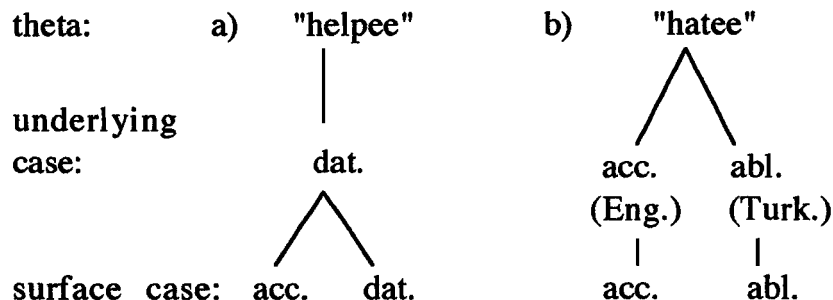 theta: a) "helpee" b) "hatee"
underlying
case: dat. acc. abl.
(Eng.) (Turk.)
surface case: acc. dat. acc. abl.